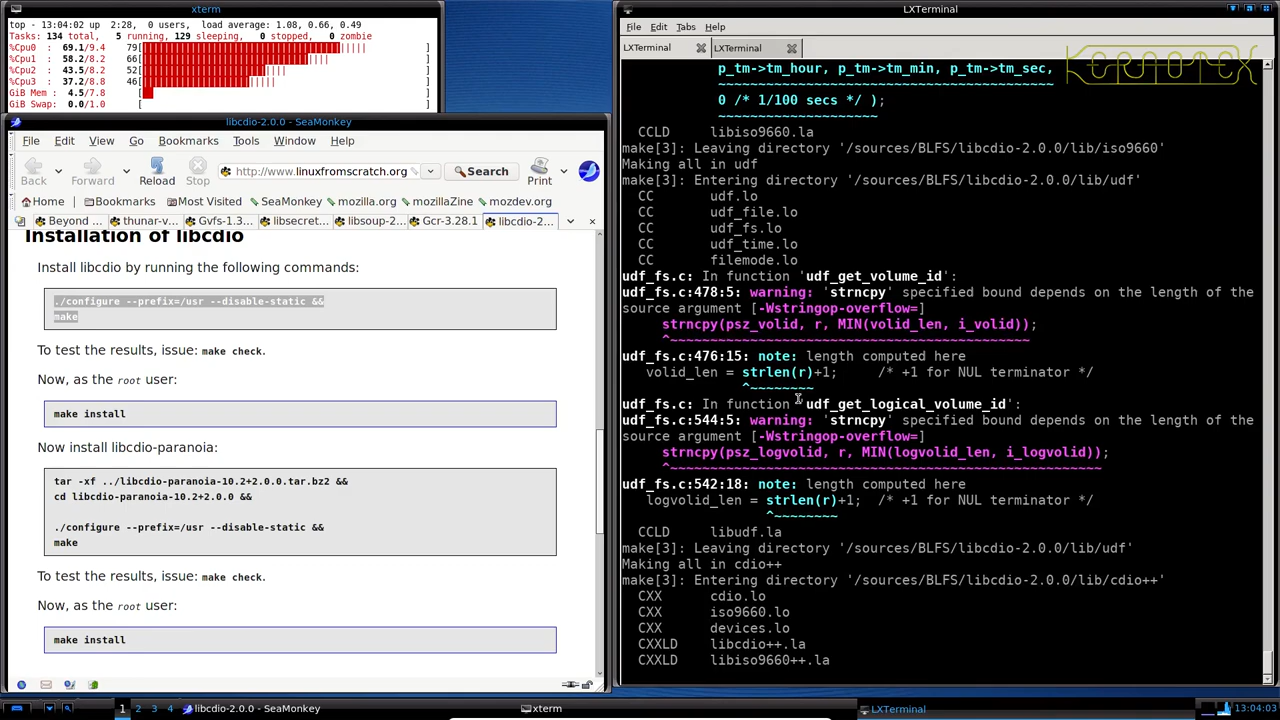 xterm
top - 13:04:02 up  2:28,  0 users,  load average: 1.08, 0.66, 0.49
Tasks: 134 total,   5 running, 129 sleeping,   0 stopped,   0 zombie
%Cpu0  :  69.1/9.4    79[
%Cpu1  :  58.2/8.2    66[
%Cpu2  :  43.5/8.2    52[
%Cpu3  :  37.2/8.8    46[
GiB Mem :  4.5/7.8
GiB Swap:  0.0/1.0
libcdio-2.0.0 - SeaMonkey
File Edit View Go Bookmarks Tools Window Help
Back Forward Reload Stop http://www.linuxfromscratch.org Search Print
Home Bookmarks Most Visited SeaMonkey mozilla.org mozillaZine mozdev.org
Beyond ... thunar-v... Gvfs-1.3... libsecret... libsoup-2... Gcr-3.28.1 libcdio-2...
Installation of libcdio
Install libcdio by running the following commands:
./configure --prefix=/usr --disable-static &&
make
To test the results, issue: make check.
Now, as the root user:
make install
Now install libcdio-paranoia:
tar -xf ../libcdio-paranoia-10.2+2.0.0.tar.bz2 &&
cd libcdio-paranoia-10.2+2.0.0 &&
./configure --prefix=/usr --disable-static &&
make
To test the results, issue: make check.
Now, as the root user:
make install
LXTerminal
File Edit Tabs Help
LXTerminal LXTerminal
KERNOTEX
p_tm->tm_hour, p_tm->tm_min, p_tm->tm_sec,
~~~~~~~~~~~~~~~~~~~~~~~~~~~~~~~~~~~~~~~~~~
0 /* 1/100 secs */ );
~~~~~~~~~~~~~~~~~~~~
CCLD     libiso9660.la
make[3]: Leaving directory '/sources/BLFS/libcdio-2.0.0/lib/iso9660'
Making all in udf
make[3]: Entering directory '/sources/BLFS/libcdio-2.0.0/lib/udf'
CC       udf.lo
CC       udf_file.lo
CC       udf_fs.lo
CC       udf_time.lo
CC       filemode.lo
udf_fs.c: In function 'udf_get_volume_id':
udf_fs.c:478:5: warning: 'strncpy' specified bound depends on the length of the
source argument [-Wstringop-overflow=]
strncpy(psz_volid, r, MIN(volid_len, i_volid));
^~~~~~~~~~~~~~~~~~~~~~~~~~~~~~~~~~~~~~~~~~~~~~
udf_fs.c:476:15: note: length computed here
volid_len = strlen(r)+1;     /* +1 for NUL terminator */
^~~~~~~~~
udf_fs.c: In function 'udf_get_logical_volume_id':
udf_fs.c:544:5: warning: 'strncpy' specified bound depends on the length of the
source argument [-Wstringop-overflow=]
strncpy(psz_logvolid, r, MIN(logvolid_len, i_logvolid));
^~~~~~~~~~~~~~~~~~~~~~~~~~~~~~~~~~~~~~~~~~~~~~~~~~~~~~~
udf_fs.c:542:18: note: length computed here
logvolid_len = strlen(r)+1;  /* +1 for NUL terminator */
^~~~~~~~~
CCLD     libudf.la
make[3]: Leaving directory '/sources/BLFS/libcdio-2.0.0/lib/udf'
Making all in cdio++
make[3]: Entering directory '/sources/BLFS/libcdio-2.0.0/lib/cdio++'
CXX      cdio.lo
CXX      iso9660.lo
CXX      devices.lo
CXXLD    libcdio++.la
CXXLD    libiso9660++.la
1 2 3 4 libcdio-2.0.0 - SeaMonkey xterm LXTerminal 13:04:03